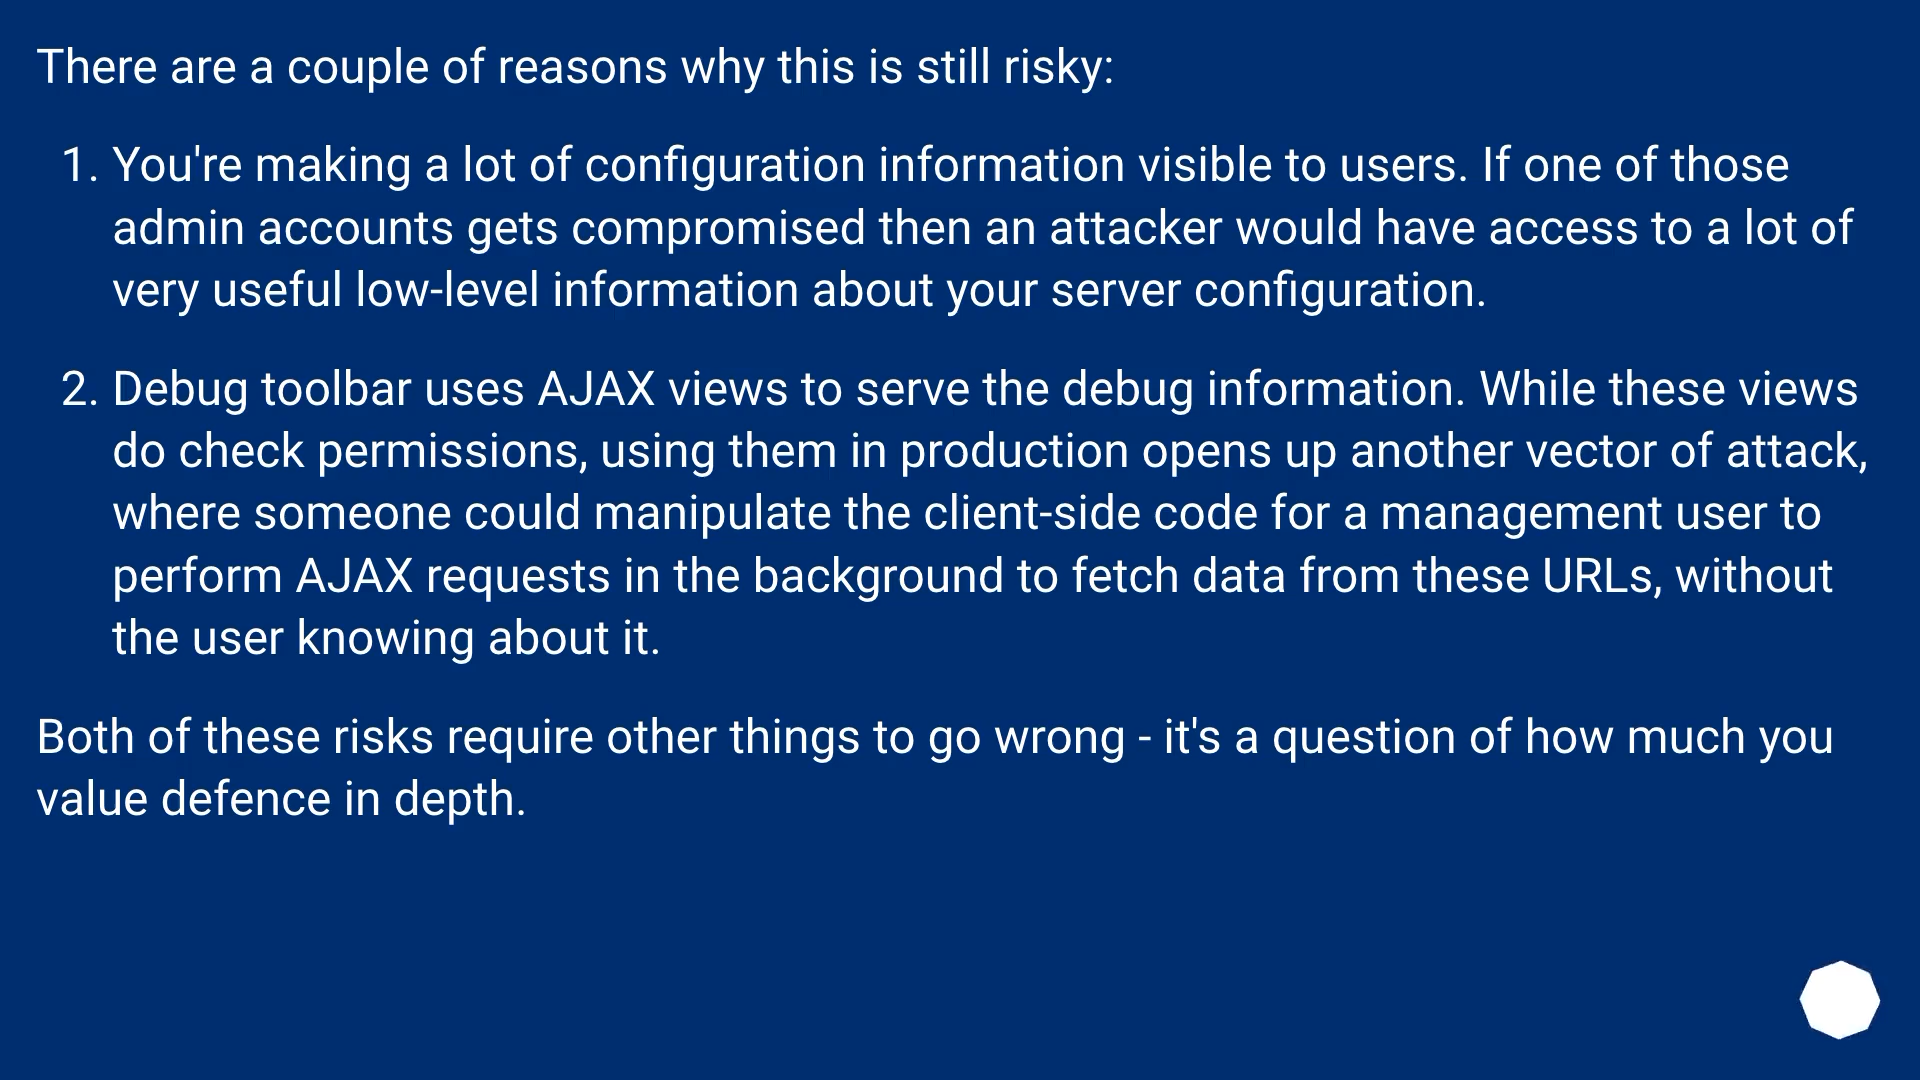 There are a couple of reasons why this is still risky:
1. You're making a lot of configuration information visible to users. If one of those
admin accounts gets compromised then an attacker would have access to a lot of
very useful low-level information about your server configuration.
2. Debug toolbar uses AJAX views to serve the debug information. While these views
do check permissions, using them in production opens up another vector of attack,
where someone could manipulate the client-side code for a management user to
perform AJAX requests in the background to fetch data from these URLs, without
the user knowing about it.
Both of these risks require other things to go wrong - it's a question of how much you
value defence in depth.